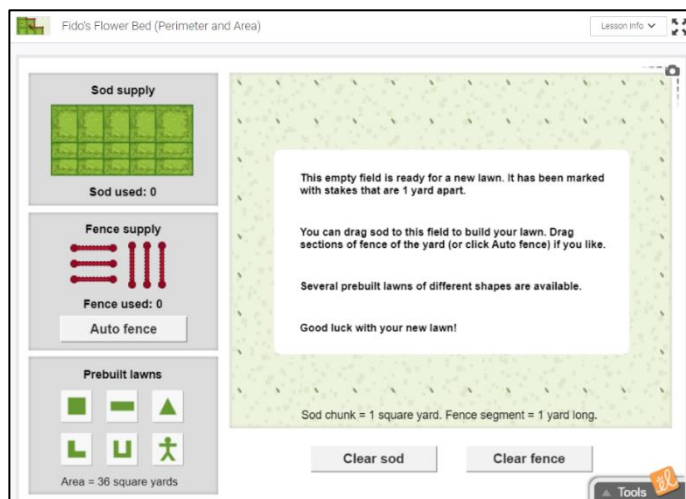 Fido's Flower Bed (Perimeter and Area)
Lesson Info
Sod supply
Sod used: 0
Fence supply
Fence used: 0
Auto fence
Prebuilt lawns
Area = 36 square yards
This empty field is ready for a new lawn. It has been marked
with stakes that are 1 yard apart.
You can drag sod to this field to build your lawn. Drag
sections of fence of the yard (or click Auto fence) if you like.
Several prebuilt lawns of different shapes are available.
Good luck with your new lawn!
Sod chunk = 1 square yard. Fence segment = 1 yard long.
Clear sod
Clear fence
Tools